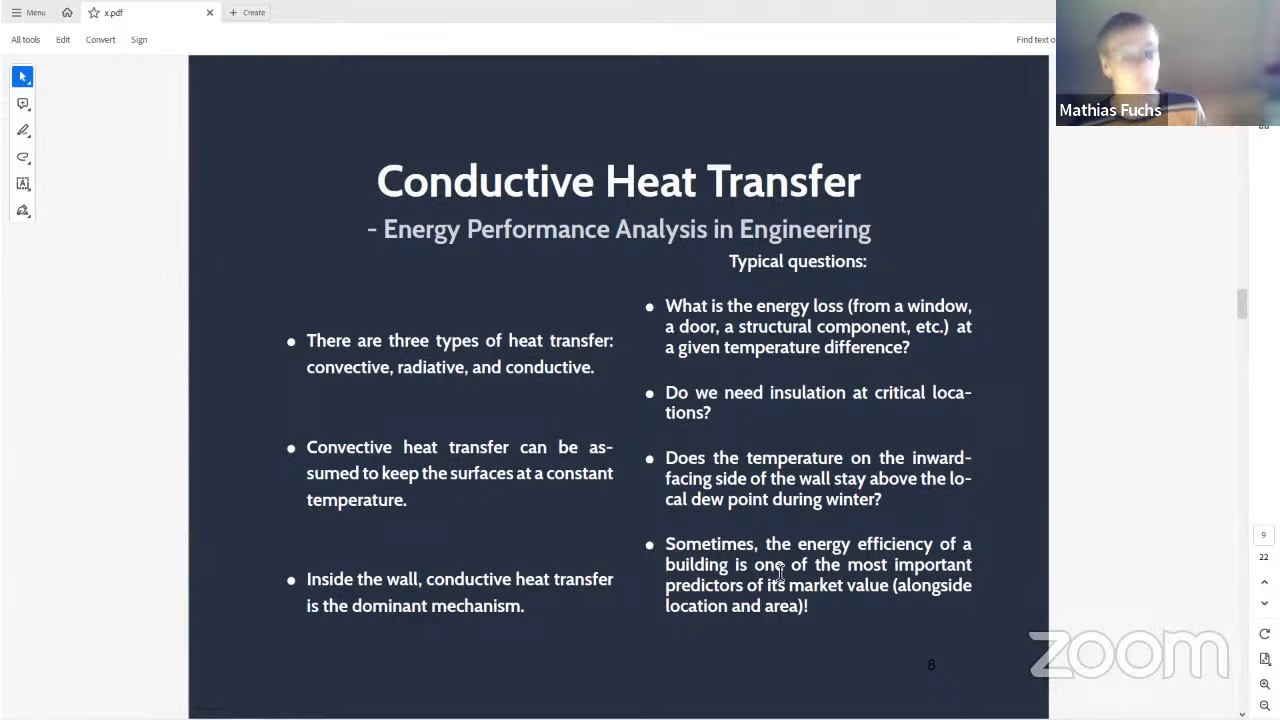 Menu
x.pdf
Create
All tools
Edit
Convert
Sign
Find text o
Mathias Fuchs
Conductive Heat Transfer
- Energy Performance Analysis in Engineering
There are three types of heat transfer:
convective, radiative, and conductive.
Convective heat transfer can be as-
sumed to keep the surfaces at a constant
temperature.
Inside the wall, conductive heat transfer
is the dominant mechanism.
Typical questions:
What is the energy loss (from a window,
a door, a structural component, etc.) at
a given temperature difference?
Do we need insulation at critical loca-
tions?
Does the temperature on the inward-
facing side of the wall stay above the lo-
cal dew point during winter?
Sometimes, the energy efficiency of a
building is one of the most important
predictors of its market value (alongside
location and area)!
8
9
22
zoom